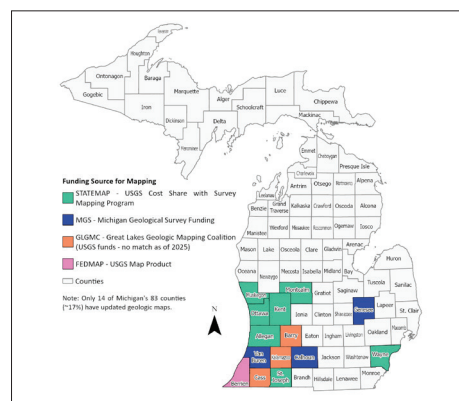 Keweenaw
Houghton
Ontonagon
Baraga
Gogebic
Marquette
Alger
Luce
Chippewa
Schoolcraft
Iron
Dickinson
Delta
Mackinac
Menominee
Emmet
Cheboygan
Presque Isle
Charlevoix
Antrim Otsego Alpena
Leelanau
Benzie Grand Traverse Kalkaska Crawford Oscoda Alcona
Manistee Wexford Missaukee Roscommon Ogemaw Iosco
Arenac
Mason Lake Osceola Clare Gladwin
Huron
Oceana Newaygo Mecosta Isabella Midland Bay
Tuscola Sanilac
Muskegon Montcalm Gratiot Saginaw
Kent Genesee Lapeer
Ottawa Ionia Clinton Shiawassee St. Clair
Oakland Macomb
Allegan Barry Eaton Ingham Livingston
Van Buren Kalamazoo Calhoun Jackson Washtenaw Wayne
Berrien Cass St. Joseph Branch Hillsdale Lenawee Monroe
Funding Source for Mapping
STATEMAP - USGS Cost Share with Survey
Mapping Program
MGS - Michigan Geological Survey Funding
GLGMC - Great Lakes Geologic Mapping Coalition
(USGS funds - no match as of 2025)
FEDMAP - USGS Map Product
Counties
Note: Only 14 of Michigan's 83 counties
(~17%) have updated geologic maps.
N